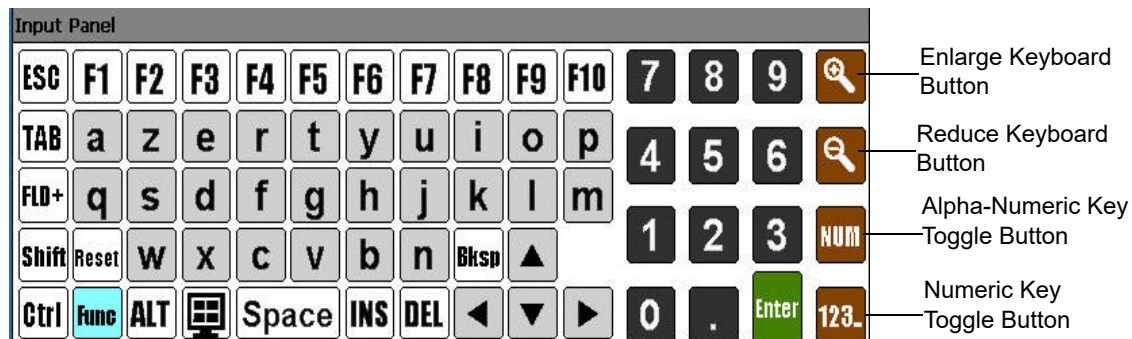 Input Panel
ESC F1 F2 F3 F4 F5 F6 F7 F8 F9 F10 7 8 9
Enlarge Keyboard
Button
TAB a z e r t y u i o p 4 5 6
Reduce Keyboard
Button
FLD+ q s d f g h j k l m
Alpha-Numeric Key
Toggle Button
Shift Reset w x c v b n Bksp ▲ 1 2 3 NUM
Numeric Key
Toggle Button
Ctrl Func ALT Space INS DEL ◀ ▼ ▶ 0 . Enter 123_